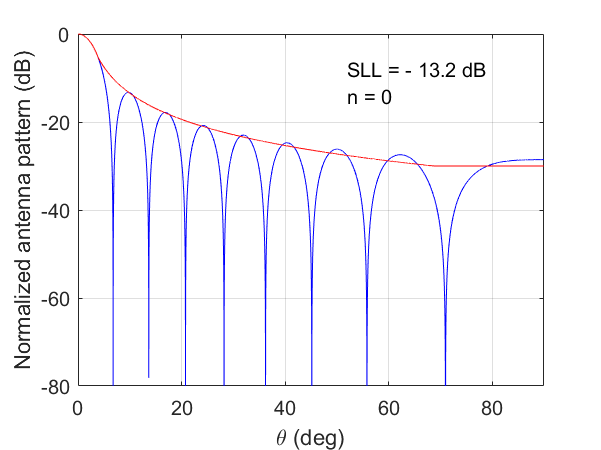 SLL = - 13.2 dB
n = 0
Normalized antenna pattern (dB)
0
-20
-40
-60
-80
0 20 40 60 80
θ (deg)